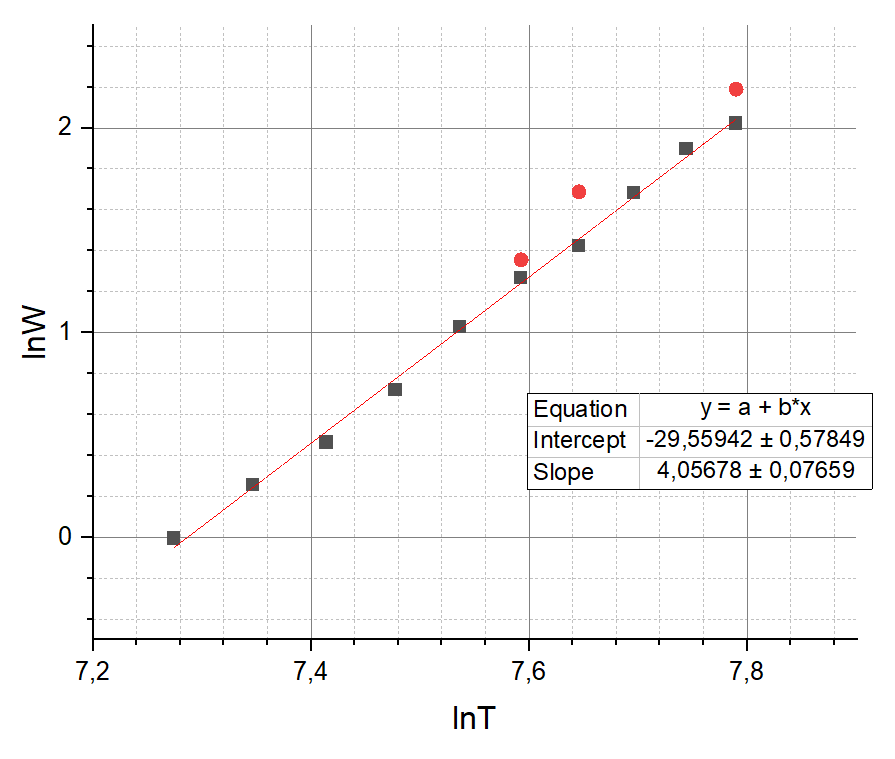 2
1
0
lnW
Equation y = a + b*x
Intercept -29,55942 ± 0,57849
Slope 4,05678 ± 0,07659
7,2 7,4 7,6 7,8
lnT